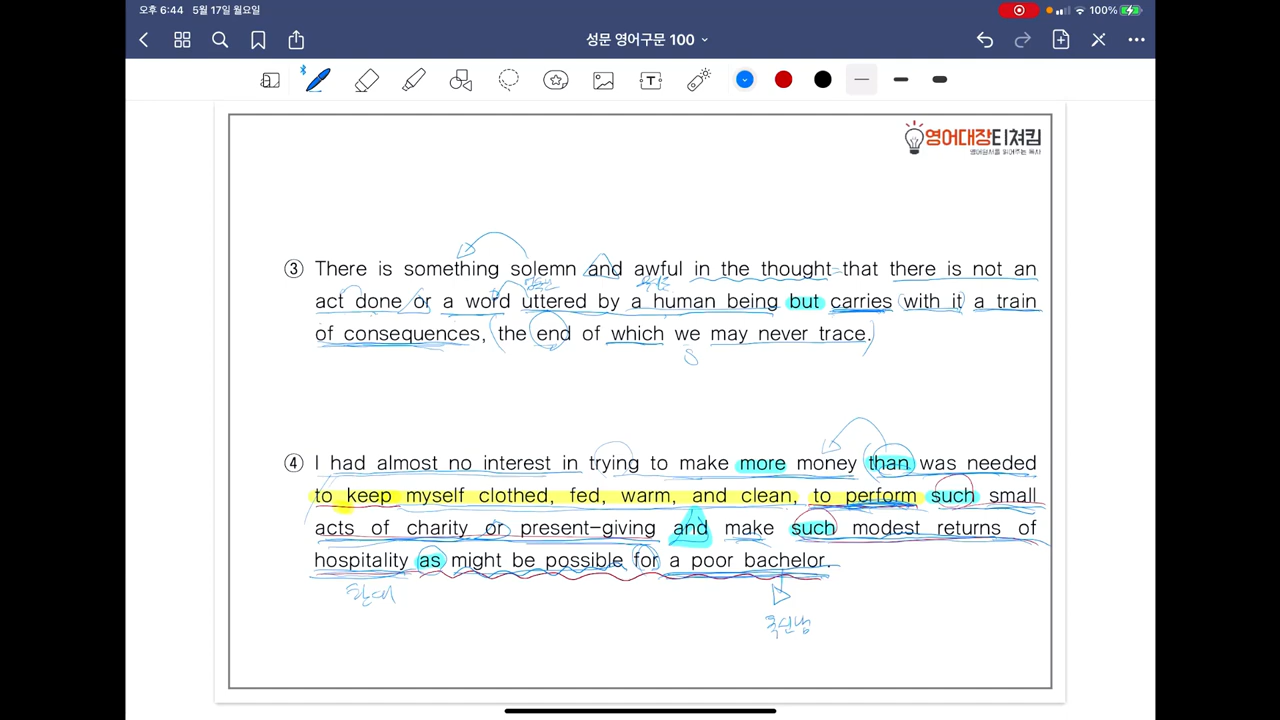 오후 6:44 5월 17일 월요일
100%
성문 영어구문 100
영어대장티쳐킴
③ There is something solemn and awful in the thought that there is not an
act done or a word uttered by a human being but carries with it a train
of consequences, the end of which we may never trace.
S
④ I had almost no interest in trying to make more money than was needed
to keep myself clothed, fed, warm, and clean, to perform such small
acts of charity or present-giving and make such modest returns of
hospitality as might be possible for a poor bachelor.
환대
독신남